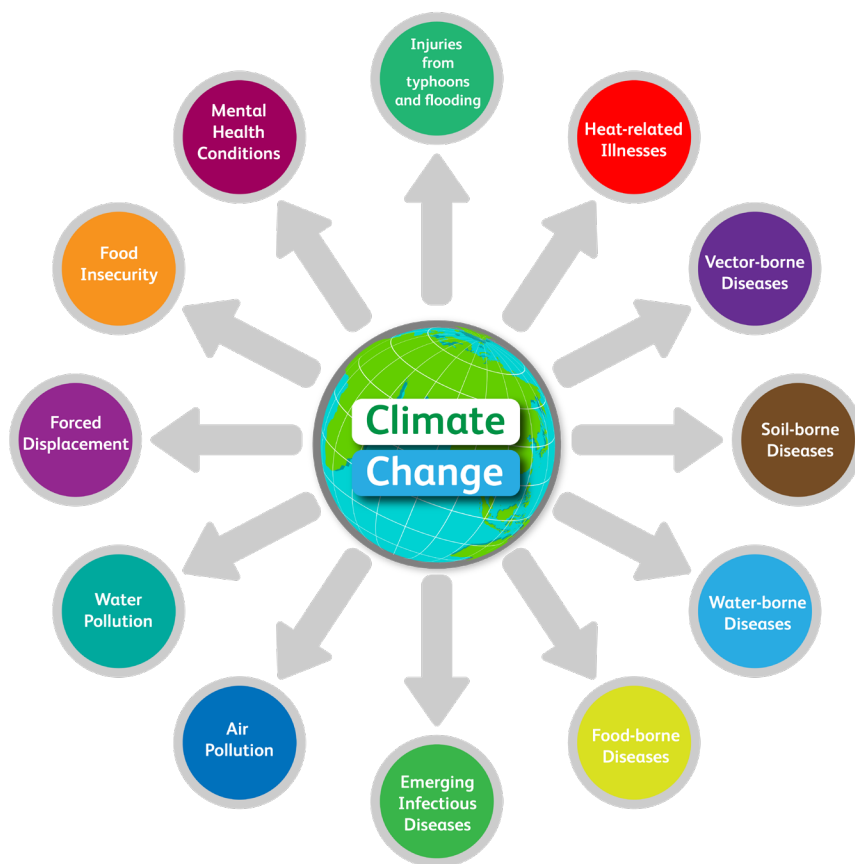 Injuries
from
typhoons
and flooding
Heat-related
Illnesses
Vector-borne
Diseases
Soil-borne
Diseases
Water-borne
Diseases
Food-borne
Diseases
Emerging
Infectious
Diseases
Air
Pollution
Water
Pollution
Forced
Displacement
Food
Insecurity
Mental
Health
Conditions
Climate
Change